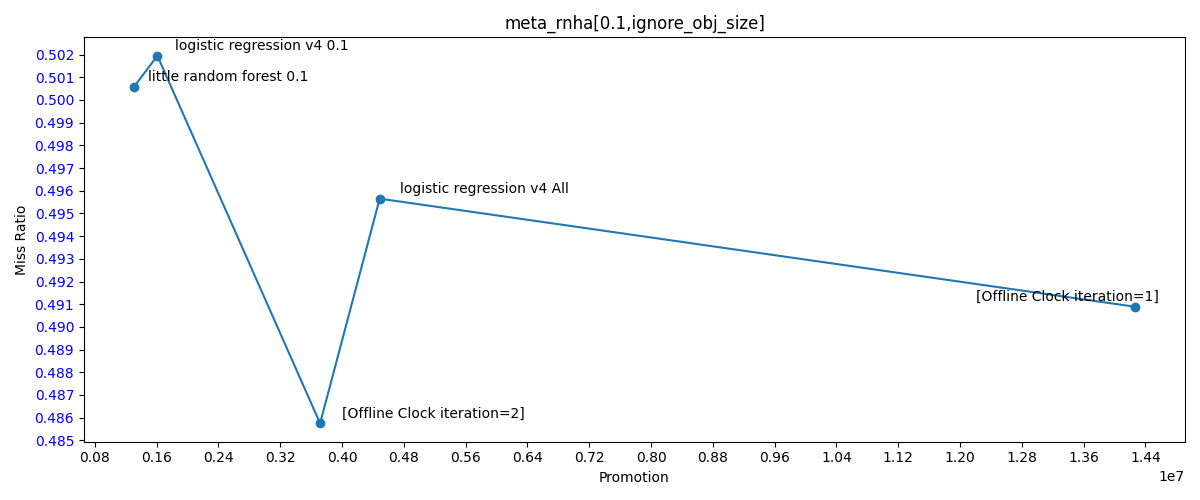 meta_rnha[0.1,ignore_obj_size]
Miss Ratio
0.502
0.501
0.500
0.499
0.498
0.497
0.496
0.495
0.494
0.493
0.492
0.491
0.490
0.489
0.488
0.487
0.486
0.485
logistic regression v4 0.1
little random forest 0.1
logistic regression v4 All
[Offline Clock iteration=1]
[Offline Clock iteration=2]
0.08 0.16 0.24 0.32 0.40 0.48 0.56 0.64 0.72 0.80 0.88 0.96 1.04 1.12 1.20 1.28 1.36 1.44
1e7
Promotion